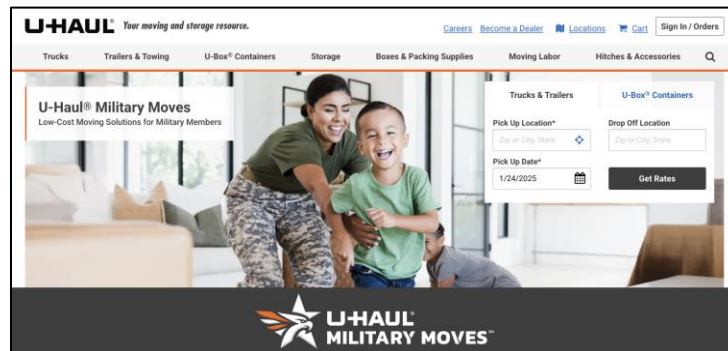 U-HAUL® Your moving and storage resource.
Careers Become a Dealer Locations Cart Sign In / Orders
Trucks Trailers & Towing U-Box® Containers Storage Boxes & Packing Supplies Moving Labor Hitches & Accessories
U-Haul® Military Moves
Low-Cost Moving Solutions for Military Members
Trucks & Trailers U-Box® Containers
Pick Up Location* Drop Off Location
Zip or City, State Zip or City, State
Pick Up Date*
1/24/2025 Get Rates
U-HAUL®
MILITARY MOVES™